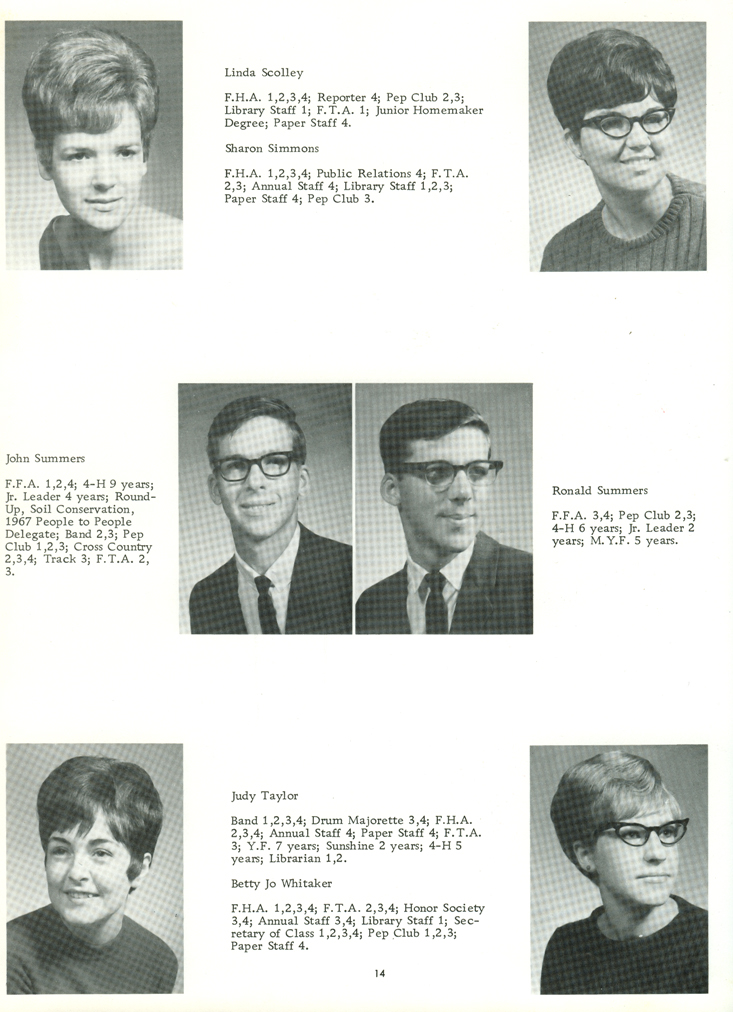 Linda Scolley
F.H.A. 1,2,3,4; Reporter 4; Pep Club 2,3;
Library Staff 1; F.T.A. 1; Junior Homemaker
Degree; Paper Staff 4.
Sharon Simmons
F.H.A. 1,2,3,4; Public Relations 4; F.T.A.
2,3; Annual Staff 4; Library Staff 1,2,3;
Paper Staff 4; Pep Club 3.
John Summers
F.F.A. 1,2,4; 4-H 9 years;
Jr. Leader 4 years; Round-
Up, Soil Conservation,
1967 People to People
Delegate; Band 2,3; Pep
Club 1,2,3; Cross Country
2,3,4; Track 3; F.T.A. 2,
3.
Ronald Summers
F.F.A. 3,4; Pep Club 2,3;
4-H 6 years; Jr. Leader 2
years; M.Y.F. 5 years.
Judy Taylor
Band 1,2,3,4; Drum Majorette 3,4; F.H.A.
2,3,4; Annual Staff 4; Paper Staff 4; F.T.A.
3; Y.F. 7 years; Sunshine 2 years; 4-H 5
years; Librarian 1,2.
Betty Jo Whitaker
F.H.A. 1,2,3,4; F.T.A. 2,3,4; Honor Society
3,4; Annual Staff 3,4; Library Staff 1; Sec-
retary of Class 1,2,3,4; Pep Club 1,2,3;
Paper Staff 4.
14